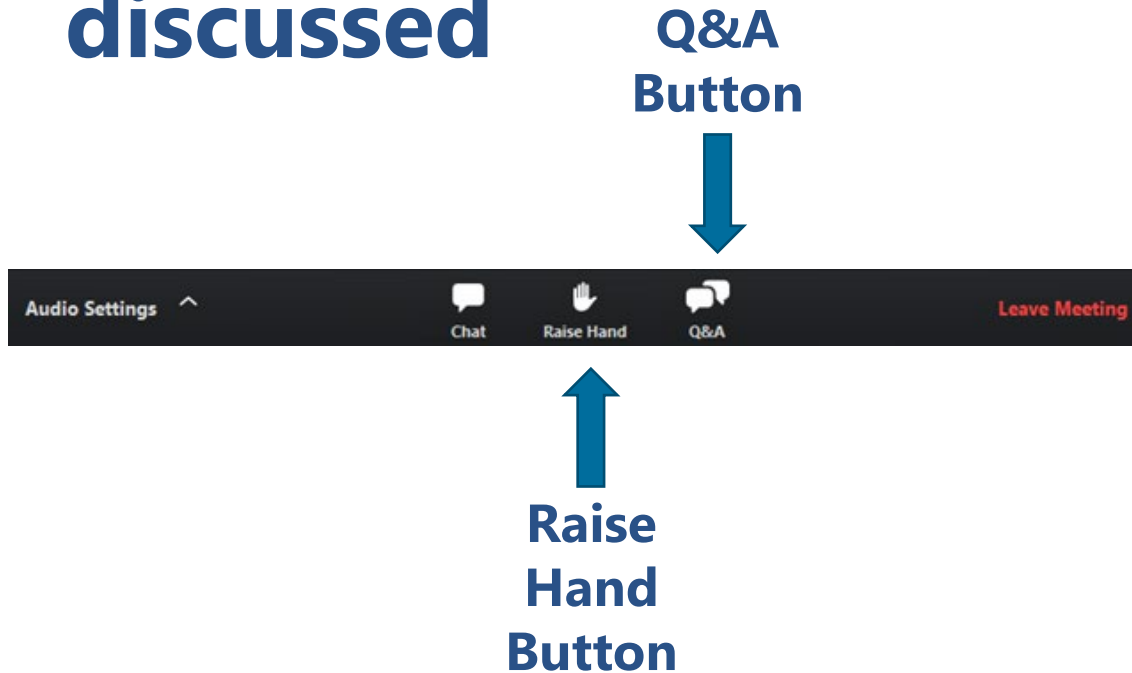 discussed
Q&A
Button
Audio Settings
Chat
Raise Hand
Q&A
Leave Meeting
Raise
Hand
Button